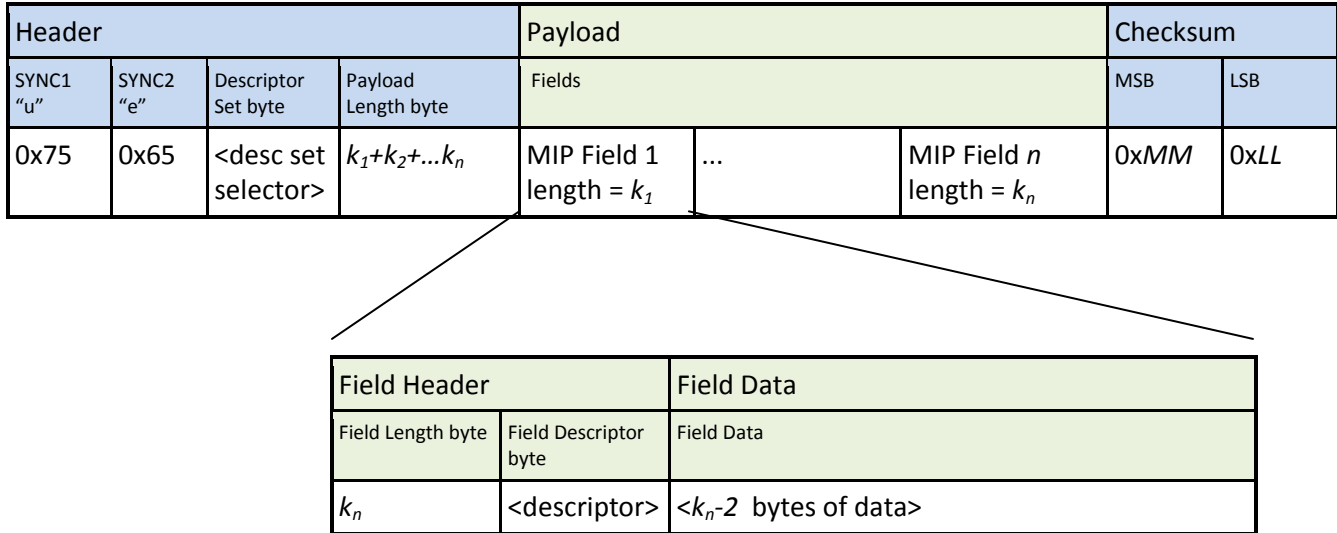 Header Payload Checksum
SYNC1 SYNC2 Descriptor Payload Fields MSB LSB
“u” “e” Set byte Length byte
0x75 0x65 <desc set k₁+k₂+…kₙ MIP Field 1 ... MIP Field n 0xMM 0xLL
selector> length = k₁ length = kₙ
Field Header Field Data
Field Length byte Field Descriptor Field Data
byte
kₙ <descriptor> <kₙ-2 bytes of data>